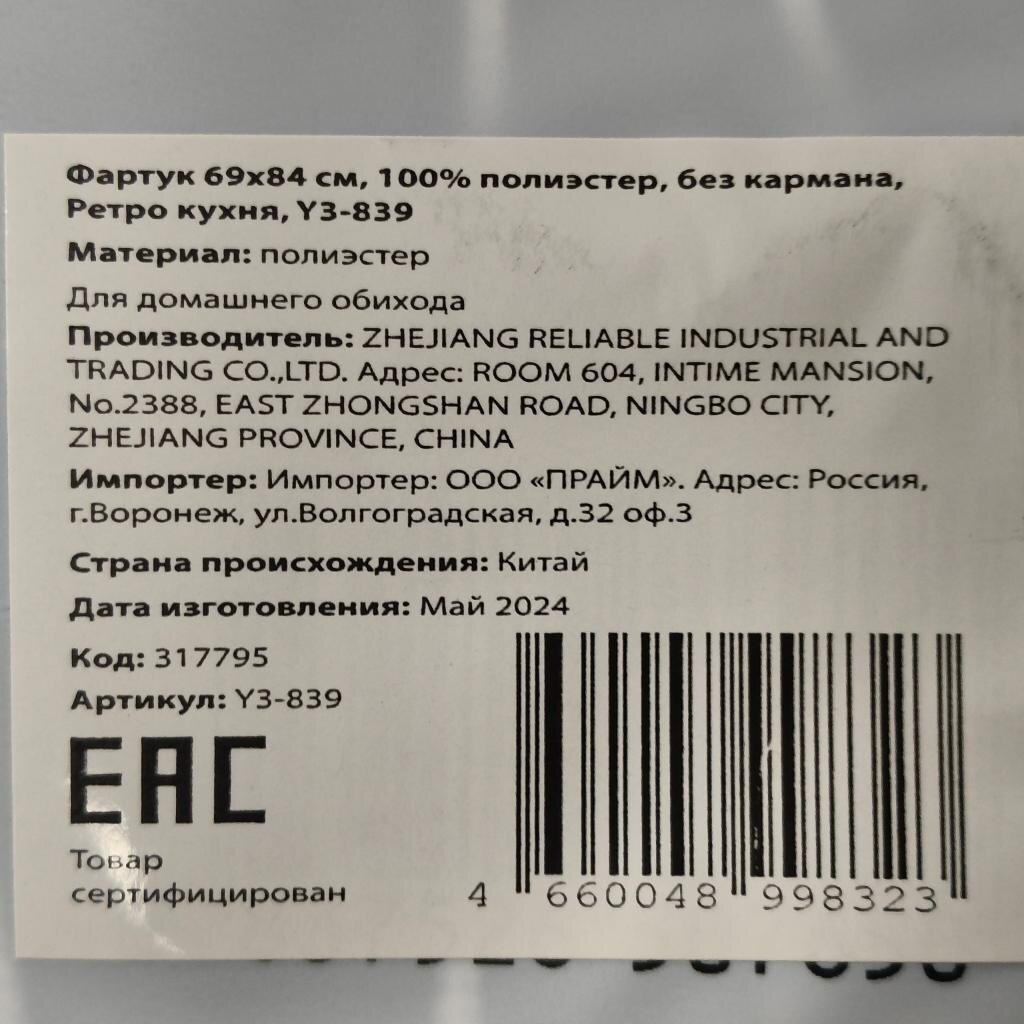 Фартук 69х84 см, 100% полиэстер, без кармана,
Ретро кухня, Y3-839
Материал: полиэстер
Для домашнего обихода
Производитель: ZHEJIANG RELIABLE INDUSTRIAL AND
TRADING CO.,LTD. Адрес: ROOM 604, INTIME MANSION,
No.2388, EAST ZHONGSHAN ROAD, NINGBO CITY,
ZHEJIANG PROVINCE, CHINA
Импортер: Импортер: ООО «ПРАЙМ». Адрес: Россия,
г.Воронеж, ул.Волгоградская, д.32 оф.3
Страна происхождения: Китай
Дата изготовления: Май 2024
Код: 317795
Артикул: Y3-839
EAC
Товар
сертифицирован
4 660048 998323